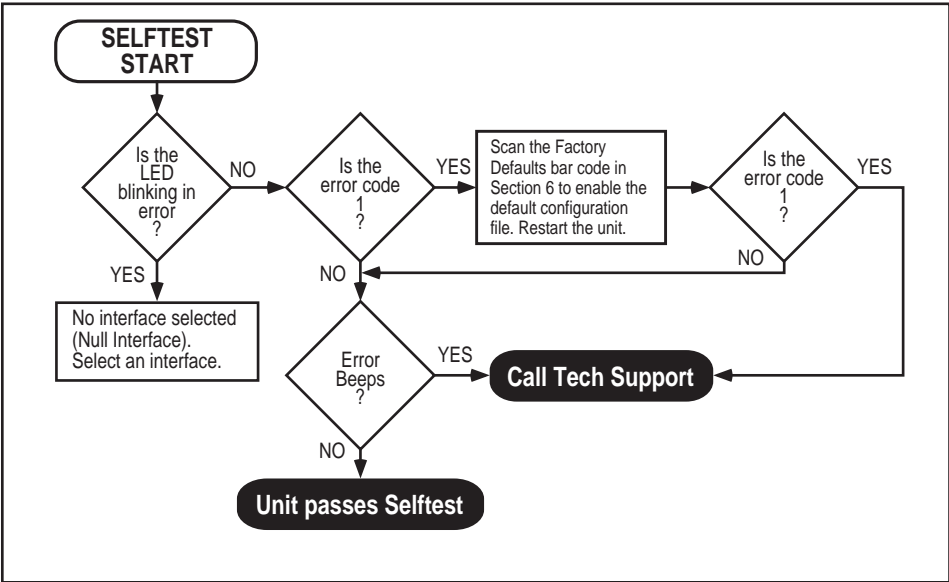 SELFTEST
START
Is the
LED
blinking in
error
?
NO
YES
No interface selected
(Null Interface).
Select an interface.
Is the
error code
1
?
YES
NO
Scan the Factory
Defaults bar code in
Section 6 to enable the
default configuration
file. Restart the unit.
Is the
error code
1
?
YES
NO
Error
Beeps
?
YES
NO
Call Tech Support
Unit passes Selftest